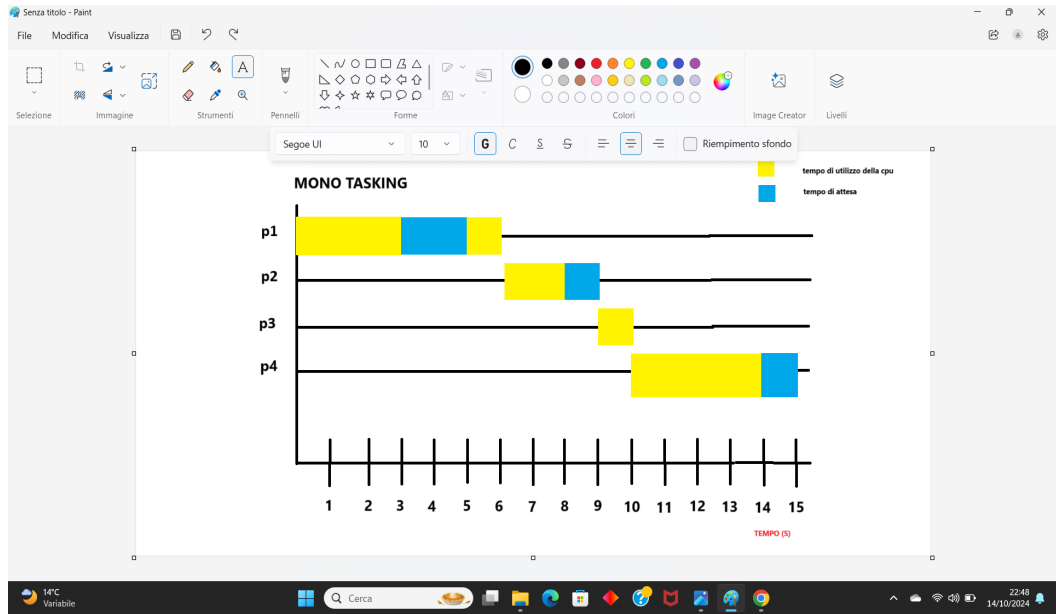 Senza titolo - Paint
File Modifica Visualizza
A
Selezione Immagine Strumenti Pennelli Forme Colori Image Creator Livelli
Segoe UI 10 G C S S Riempimento sfondo
tempo di utilizzo della cpu
MONO TASKING
tempo di attesa
p1
p2
p3
p4
1 2 3 4 5 6 7 8 9 10 11 12 13 14 15
TEMPO (S)
14°C
Variabile
Cerca
22:48
14/10/2024